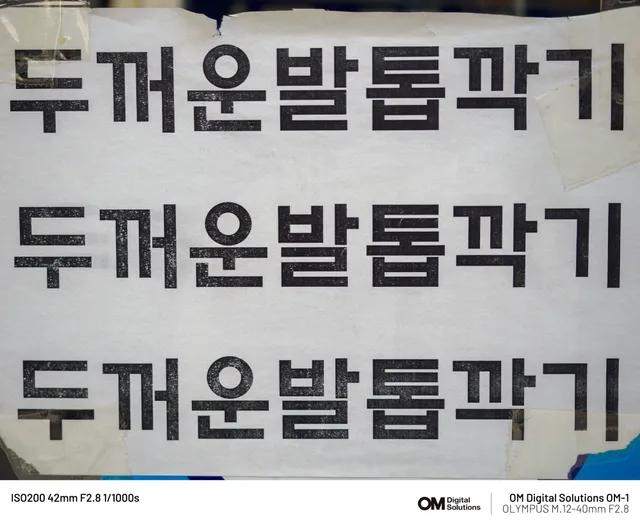 두꺼운발톱깍기
두꺼운발톱깍기
두꺼운발톱깍기
ISO200 42mm F2.8 1/1000s
OM Digital Solutions
OM Digital Solutions OM-1
OLYMPUS M.12-40mm F2.8